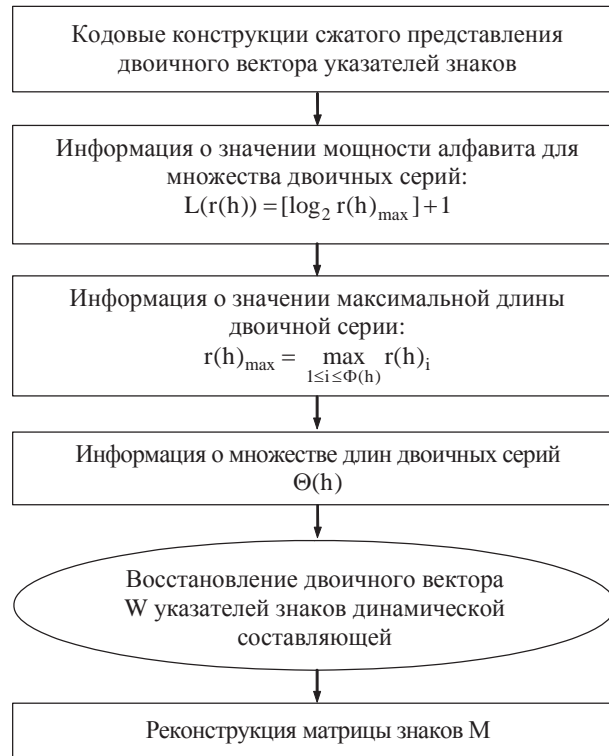 Кодовые конструкции сжатого представления
двоичного вектора указателей знаков
Информация о значении мощности алфавита для
множества двоичных серий:
L(r(h)) = [log₂ r(h)ₘₐₓ] + 1
Информация о значении максимальной длины
двоичной серии:
r(h)ₘₐₓ = max r(h)ᵢ
1≤i≤Φ(h)
Информация о множестве длин двоичных серий
Θ(h)
Восстановление двоичного вектора
W указателей знаков динамической
составляющей
Реконструкция матрицы знаков M